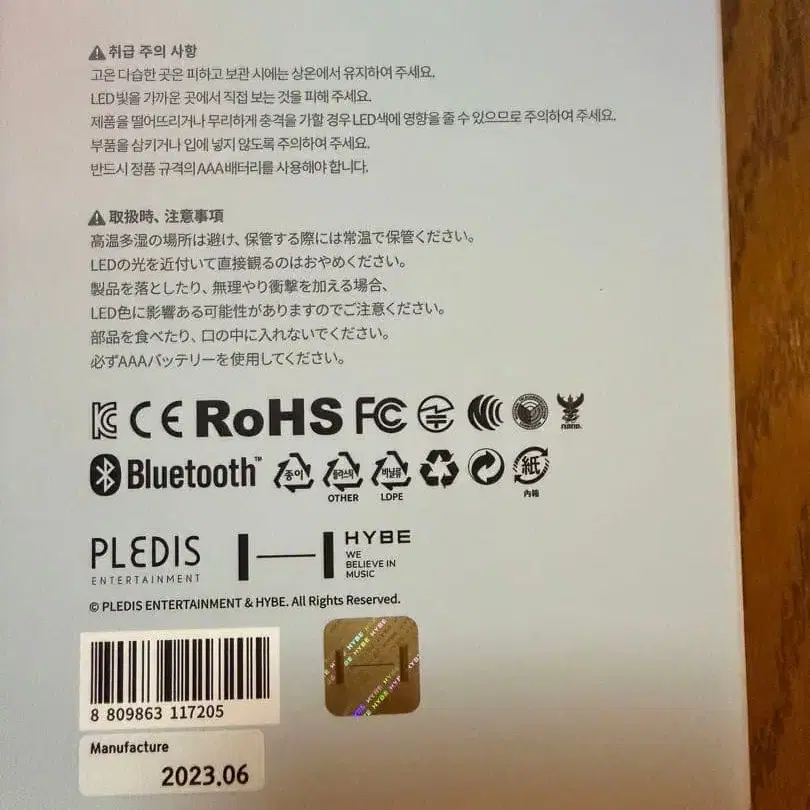 취급 주의 사항
고온 다습한 곳은 피하고 보관 시에는 상온에서 유지하여 주세요.
LED 빛을 가까운 곳에서 직접 보는 것을 피해 주세요.
제품을 떨어뜨리거나 무리하게 충격을 가할 경우 LED색에 영향을 줄 수 있으므로 주의하여 주세요.
부품을 삼키거나 입에 넣지 않도록 주의하여 주세요.
반드시 정품 규격의 AAA 배터리를 사용해야 합니다.
取扱時、注意事項
高温多湿の場所は避け、保管する際には常温で保管ください。
LEDの光を近付いて直接観るのはおやめください。
製品を落としたり、無理やり衝撃を加える場合、
LED色に影響ある可能性がありますのでご注意ください。
部品を食べたり、口の中に入れないでください。
必ずAAAバッテリーを使用してください。
CE RoHS FC
Bluetooth™ 종이 플라스틱 비닐류 紙
OTHER LDPE 内箱
PLEDIS
ENTERTAINMENT
HYBE
WE
BELIEVE IN
MUSIC
© PLEDIS ENTERTAINMENT & HYBE. All Rights Reserved.
HYBE HYBE HYBE
8 809863 117205
Manufacture
2023.06